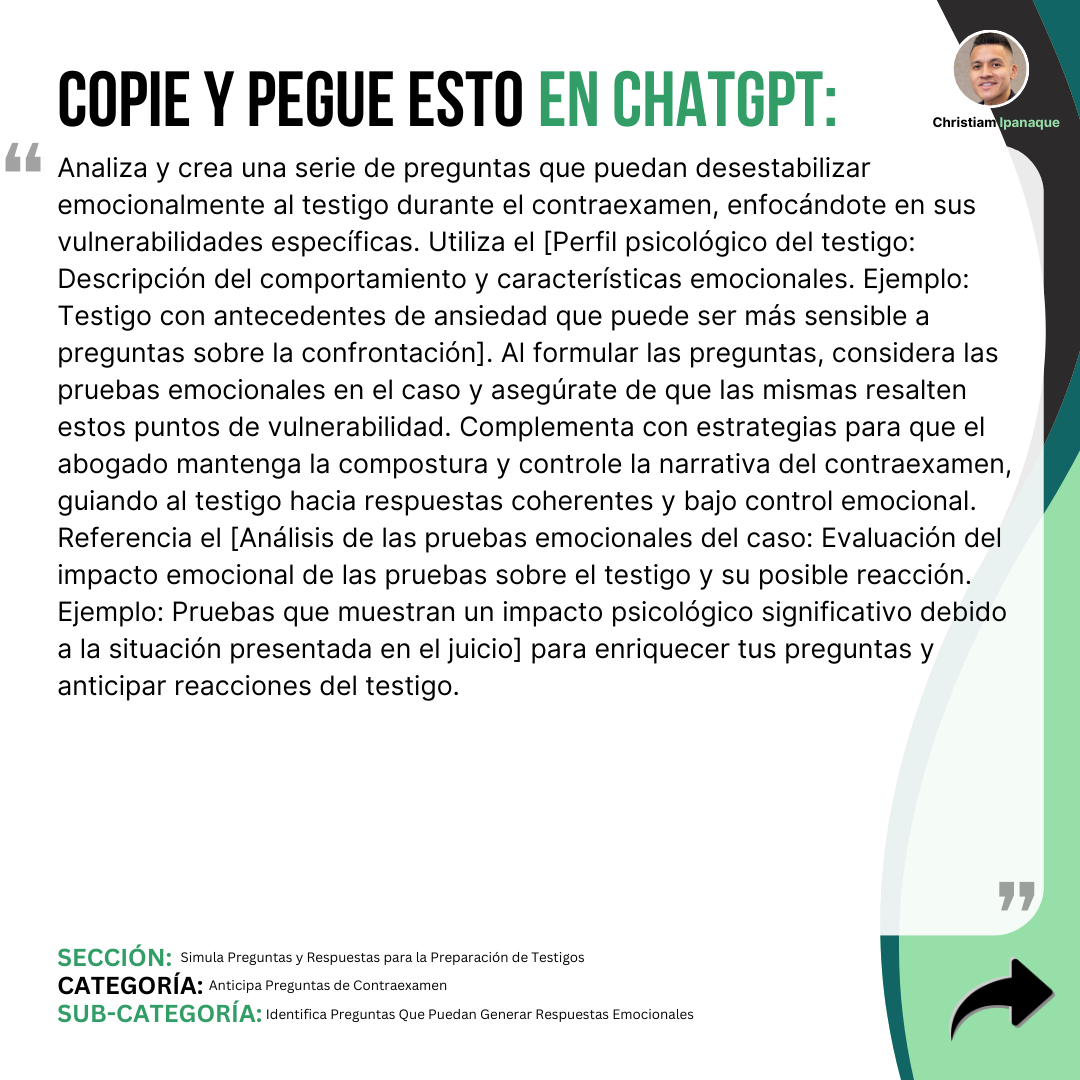 COPIE Y PEGUE ESTO EN CHATGPT:
Christiam Ipanaque
“
Analiza y crea una serie de preguntas que puedan desestabilizar
emocionalmente al testigo durante el contraexamen, enfocándote en sus
vulnerabilidades específicas. Utiliza el [Perfil psicológico del testigo:
Descripción del comportamiento y características emocionales. Ejemplo:
Testigo con antecedentes de ansiedad que puede ser más sensible a
preguntas sobre la confrontación]. Al formular las preguntas, considera las
pruebas emocionales en el caso y asegúrate de que las mismas resalten
estos puntos de vulnerabilidad. Complementa con estrategias para que el
abogado mantenga la compostura y controle la narrativa del contraexamen,
guiando al testigo hacia respuestas coherentes y bajo control emocional.
Referencia el [Análisis de las pruebas emocionales del caso: Evaluación del
impacto emocional de las pruebas sobre el testigo y su posible reacción.
Ejemplo: Pruebas que muestran un impacto psicológico significativo debido
a la situación presentada en el juicio] para enriquecer tus preguntas y
anticipar reacciones del testigo.
”
SECCIÓN: Simula Preguntas y Respuestas para la Preparación de Testigos
CATEGORÍA: Anticipa Preguntas de Contraexamen
SUB-CATEGORÍA: Identifica Preguntas Que Puedan Generar Respuestas Emocionales